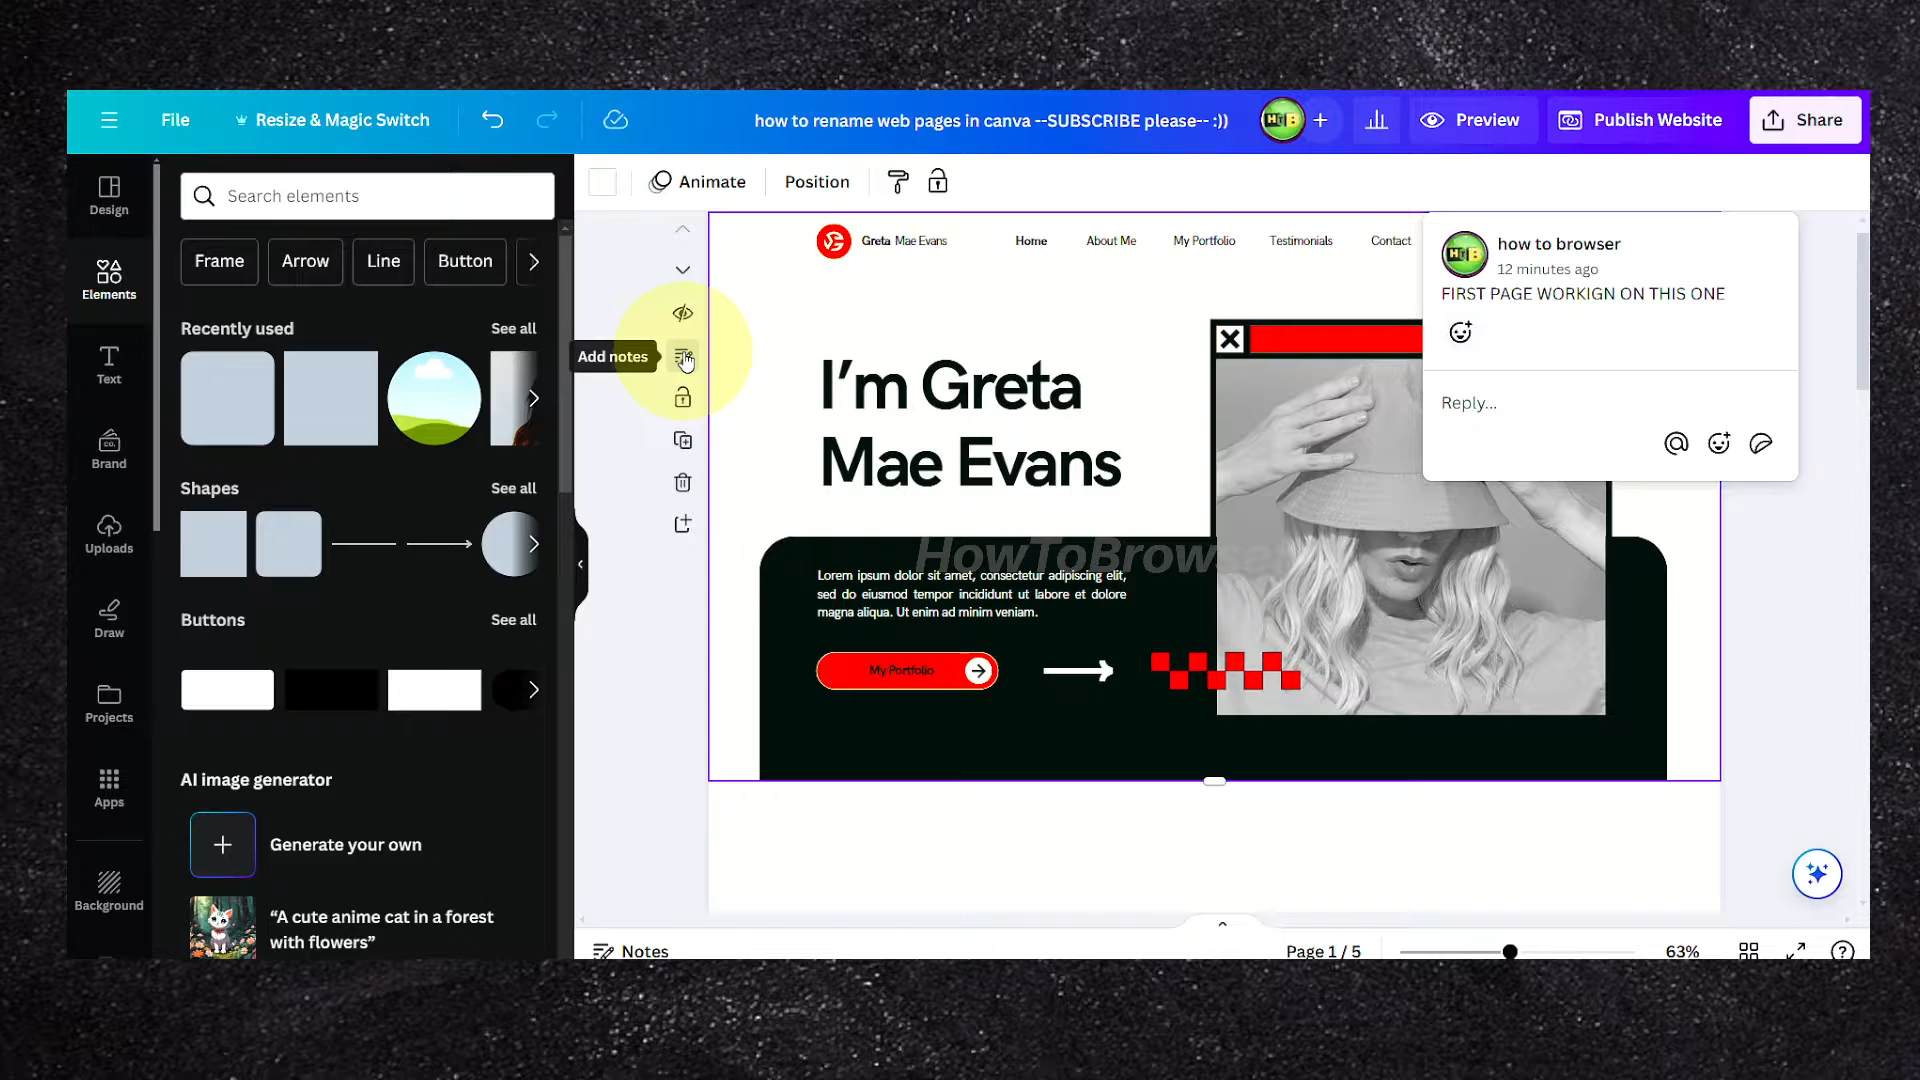 File
Resize & Magic Switch
how to rename web pages in canva --SUBSCRIBE please-- :))
HTB
Preview
Publish Website
Share
Design
Elements
Text
Brand
CO.
Uploads
Draw
Projects
Apps
Background
Search elements
Frame
Arrow
Line
Button
Recently used
See all
Shapes
See all
Buttons
See all
AI image generator
Generate your own
“A cute anime cat in a forest
with flowers”
Animate
Position
Add notes
Greta Mae Evans
Home
About Me
My Portfolio
Testimonials
Contact
I’m Greta
Mae Evans
HowToBrowse
Lorem ipsum dolor sit amet, consectetur adipiscing elit,
sed do eiusmod tempor incididunt ut labore et dolore
magna aliqua. Ut enim ad minim veniam.
My Portfolio
HTB
how to browser
12 minutes ago
FIRST PAGE WORKIGN ON THIS ONE
Reply...
Notes
Page 1 / 5
63%